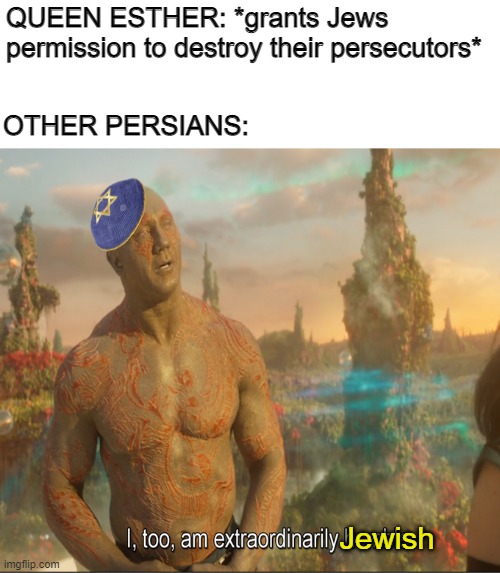 QUEEN ESTHER: *grants Jews
permission to destroy their persecutors*
OTHER PERSIANS:
I, too, am extraordinarily Jewish
imgflip.com